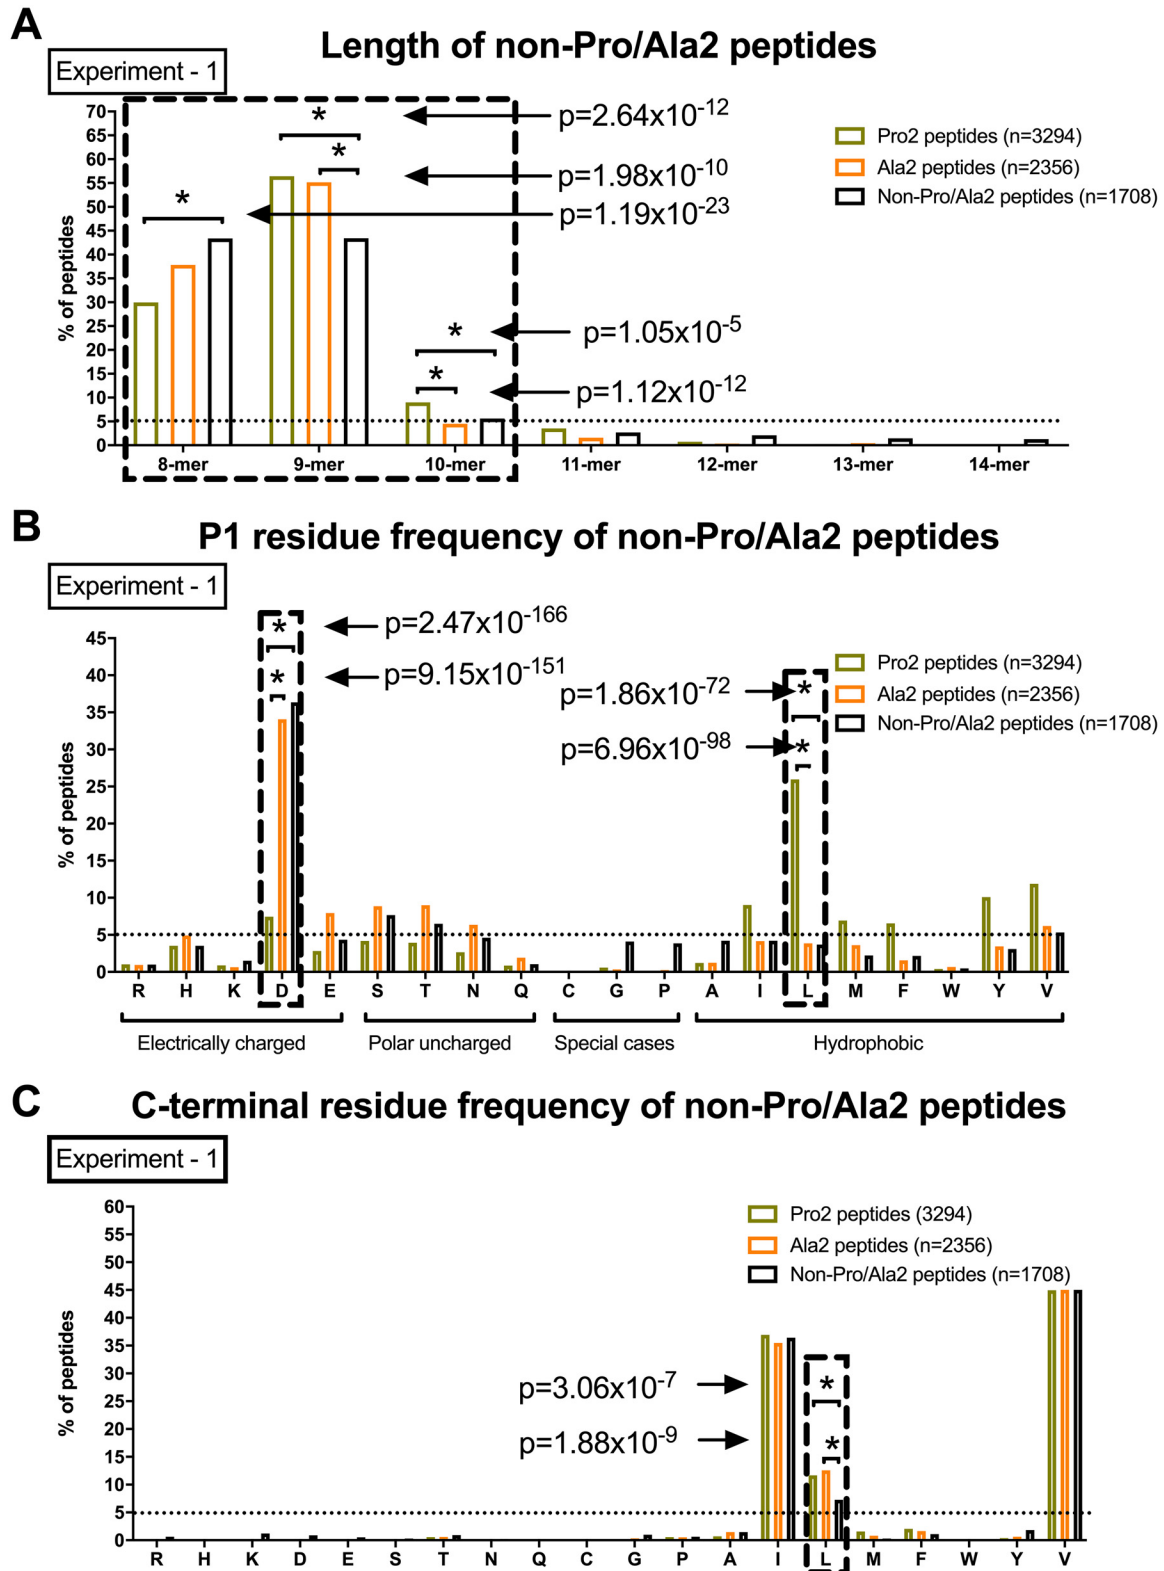 A
Length of non-Pro/Ala2 peptides
Experiment - 1
% of peptides
70
65
60
55
50
45
40
35
30
25
20
15
10
5
0
* p=2.64x10-12
* p=1.98x10-10
* p=1.19x10-23
* p=1.05x10-5
* p=1.12x10-12
Pro2 peptides (n=3294)
Ala2 peptides (n=2356)
Non-Pro/Ala2 peptides (n=1708)
8-mer 9-mer 10-mer 11-mer 12-mer 13-mer 14-mer
B
P1 residue frequency of non-Pro/Ala2 peptides
Experiment - 1
% of peptides
45
40
35
30
25
20
15
10
5
0
* p=2.47x10-166
* p=9.15x10-151
p=1.86x10-72 *
p=6.96x10-98 *
Pro2 peptides (n=3294)
Ala2 peptides (n=2356)
Non-Pro/Ala2 peptides (n=1708)
R H K D E S T N Q C G P A I L M F W Y V
Electrically charged Polar uncharged Special cases Hydrophobic
C
C-terminal residue frequency of non-Pro/Ala2 peptides
Experiment - 1
% of peptides
60
55
50
45
40
35
30
25
20
15
10
5
0
Pro2 peptides (3294)
Ala2 peptides (n=2356)
Non-Pro/Ala2 peptides (n=1708)
p=3.06x10-7 *
p=1.88x10-9 *
R H K D E S T N Q C G P A I L M F W Y V